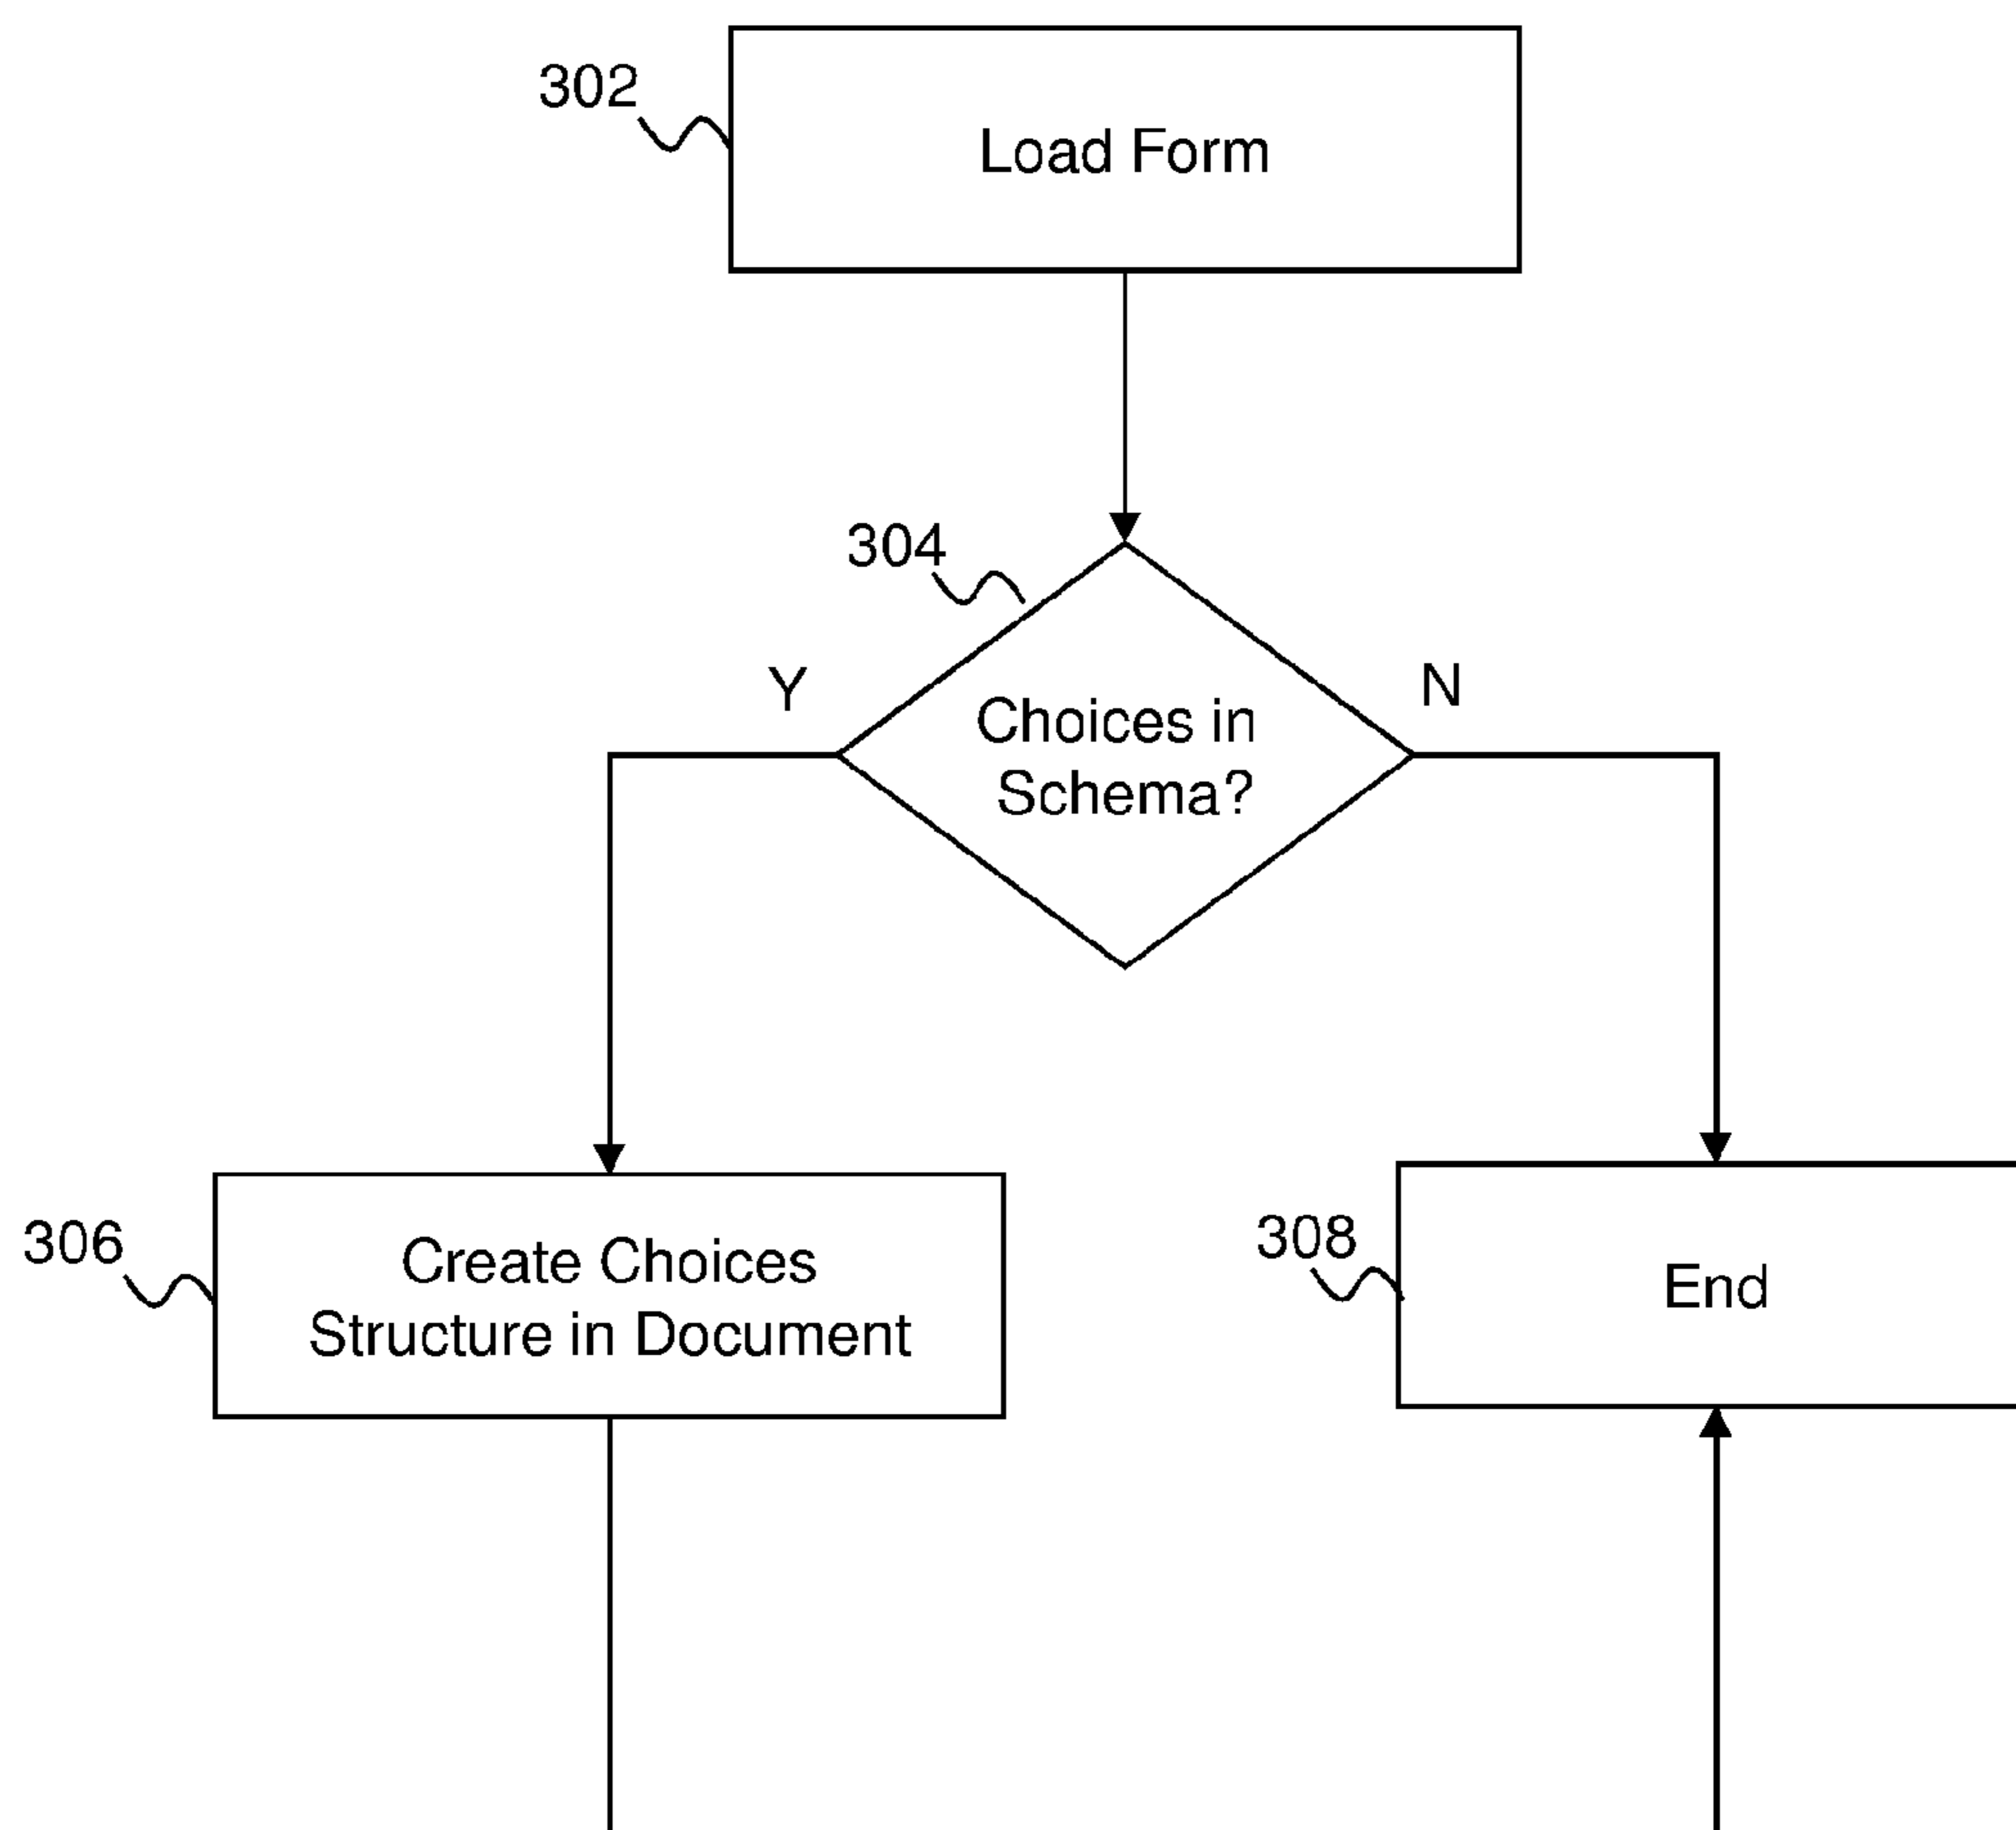 302
Load Form
304
Y
N
Choices in
Schema?
306
Create Choices
Structure in Document
308
End